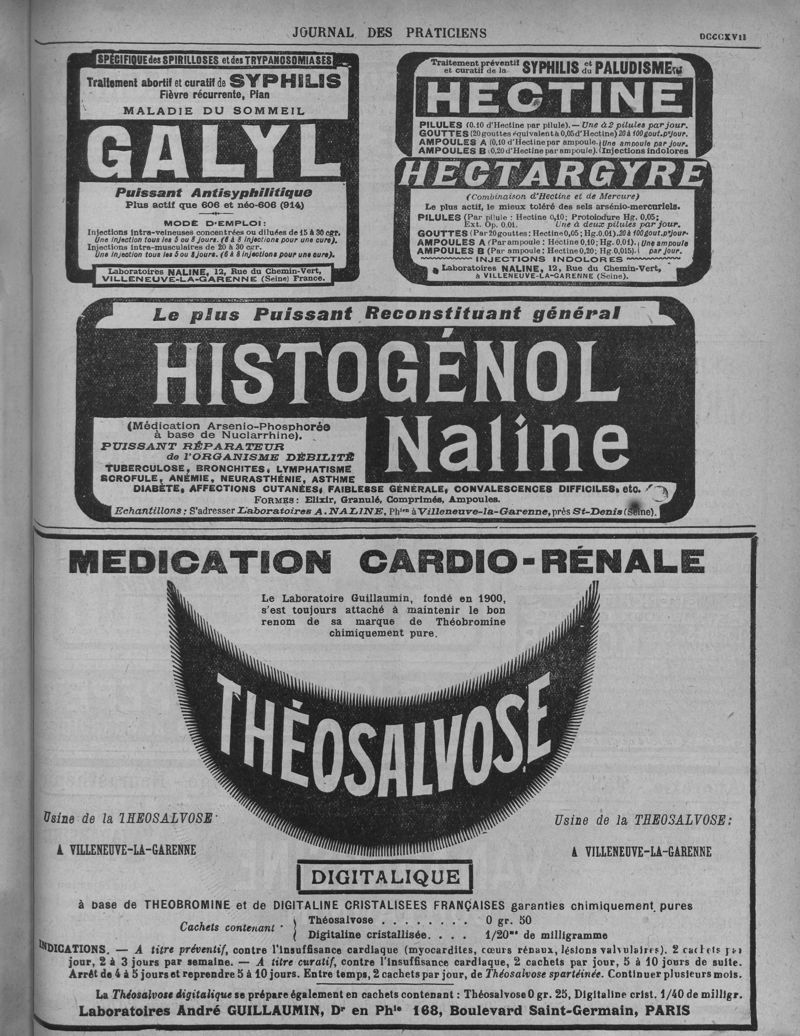 JOURNAL DES PRATICIENS
DCCCXVII
SPÉCIFIQUE des SPIRILLOSES et des TRYPANOSOMIASES
Traitement abortif et curatif de SYPHILIS
Fièvre récurrente, Pian
MALADIE DU SOMMEIL
GALYL
Puissant Antisyphilitique
Plus actif que 606 et néo-606 (914)
MODE D'EMPLOI:
Injections intra-veineuses concentrées ou diluées de 15 à 30 cgr.
Une injection tous les 5 ou 8 jours. (6 à 8 injections pour une cure).
Injections intra-musculaires de 20 à 30 cgr.
Une injection tous les 5 ou 8 jours. (6 à 8 injections pour une cure).
Laboratoires NALINE, 12, Rue du Chemin-Vert,
VILLENEUVE-LA-GARENNE (Seine) France.
Traitement préventif et curatif de la SYPHILIS et du PALUDISME
HECTINE
PILULES (0.10 d'Hectine par pilule). — Une à 2 pilules par jour.
GOUTTES (20 gouttes équivalent à 0,05 d'Hectine) 20 à 100 gout. pr jour.
AMPOULES A (0,10 d'Hectine par ampoule. Une ampoule par jour.
AMPOULES B (0,20 d'Hectine par ampoule). Injections indolores
HECTARGYRE
(Combinaison d'Hectine et de Mercure)
Le plus actif, le mieux toléré des sels arsénio-mercuriels.
PILULES (Par pilule : Hectine 0,10; Protoiodure Hg. 0,05;
Ext. Op. 0.01. Une à deux pilules par jour.
GOUTTES (Par 20 gouttes: Hectine 0,05; Hg. 0.01). 20 à 100 gout. pr jour.
AMPOULES A (Par ampoule : Hectine 0,10; Hg. 0,01). Une ampoule
AMPOULES B (Par ampoule : Hectine 0,20; Hg 0,015). par jour.
INJECTIONS INDOLORES
Laboratoires NALINE, 12, Rue du Chemin-Vert,
à VILLENEUVE-LA-GARENNE (Seine).
Le plus Puissant Reconstituant général
HISTOGÉNOL
Naline
(Médication Arsenio-Phosphorée
à base de Nuclarrhine).
PUISSANT RÉPARATEUR
de l'ORGANISME DÉBILITÉ
TUBERCULOSE, BRONCHITES, LYMPHATISME
SCROFULE, ANÉMIE, NEURASTHÉNIE, ASTHME
DIABÈTE, AFFECTIONS CUTANÉES, FAIBLESSE GÉNÉRALE, CONVALESCENCES DIFFICILES, etc.
FORMES : Elixir, Granulé, Comprimés, Ampoules.
Echantillons : S'adresser Laboratoires A. NALINE, Phien à Villeneuve-la-Garenne, près St-Denis (Seine).
MEDICATION CARDIO-RÉNALE
Le Laboratoire Guillaumin, fondé en 1900,
s'est toujours attaché à maintenir le bon
renom de sa marque de Théobromine
chimiquement pure.
THÉOSALVOSE
Usine de la THEOSALVOSE
A VILLENEUVE-LA-GARENNE
Usine de la THEOSALVOSE:
A VILLENEUVE-LA-GARENNE
DIGITALIQUE
à base de THEOBROMINE et de DIGITALINE CRISTALISEES FRANÇAISES garanties chimiquement pures
Cachets contenant
Théosalvose . . . . . . . . 0 gr. 50
Digitaline cristallisée. . . . 1/20me de milligramme
INDICATIONS. — A titre préventif, contre l'insuffisance cardiaque (myocardites, cœurs rénaux, lésions valvulaires). 2 cachets par
jour, 2 à 3 jours par semaine. — A titre curatif, contre l'insuffisance cardiaque, 2 cachets par jour, 5 à 10 jours de suite.
Arrêt de 4 à 5 jours et reprendre 5 à 10 jours. Entre temps, 2 cachets par jour, de Théosalvose spartéinée. Continuer plusieurs mois.
La Théosalvose digitalique se prépare également en cachets contenant : Théosalvose 0 gr. 25, Digitaline crist. 1/40 de milligr.
Laboratoires André GUILLAUMIN, Dr en Phie 168, Boulevard Saint-Germain, PARIS